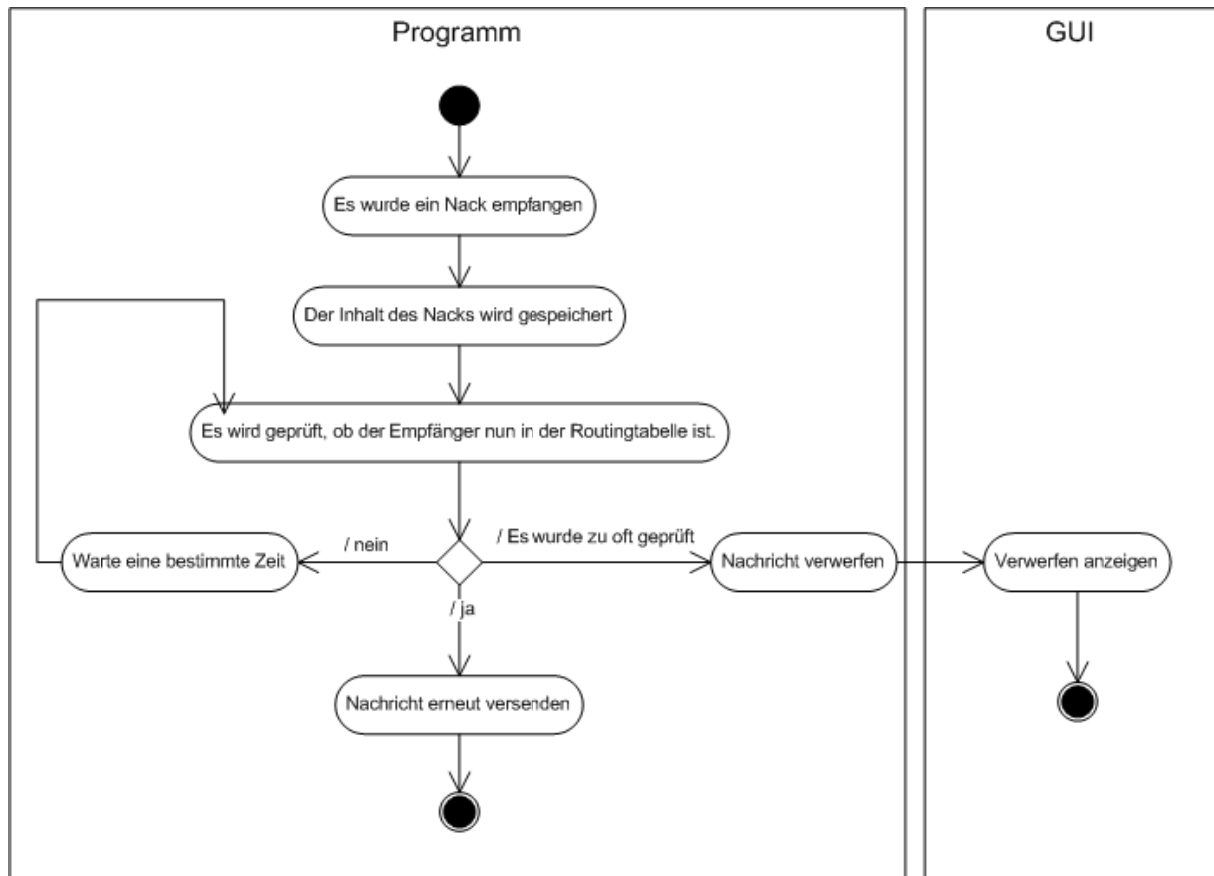 Programm
GUI
Es wurde ein Nack empfangen
Der Inhalt des Nacks wird gespeichert
Es wird geprüft, ob der Empfänger nun in der Routingtabelle ist.
/ nein
/ Es wurde zu oft geprüft
Warte eine bestimmte Zeit
Nachricht verwerfen
Verwerfen anzeigen
/ ja
Nachricht erneut versenden